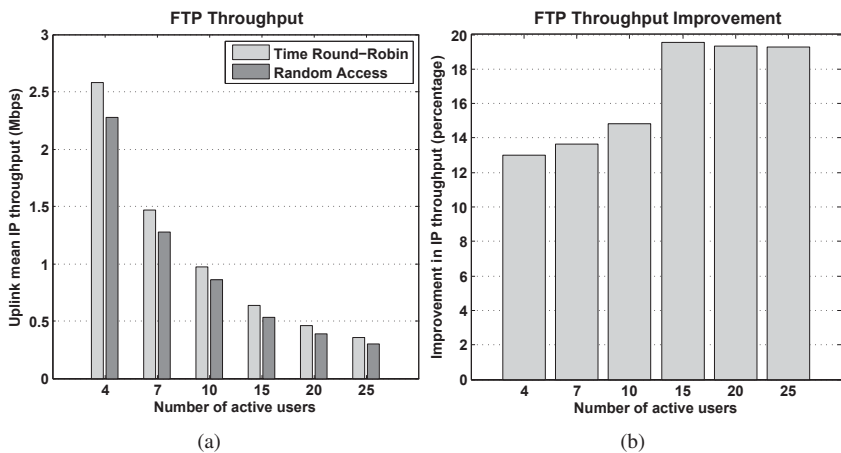 FTP Throughput
3
2.5
2
1.5
1
0.5
0
Uplink mean IP throughput (Mbps)
Time Round−Robin
Random Access
4 7 10 15 20 25
Number of active users
(a)
FTP Throughput Improvement
20
18
16
14
12
10
8
6
4
2
0
Improvement in IP throughput (percentage)
4 7 10 15 20 25
Number of active users
(b)